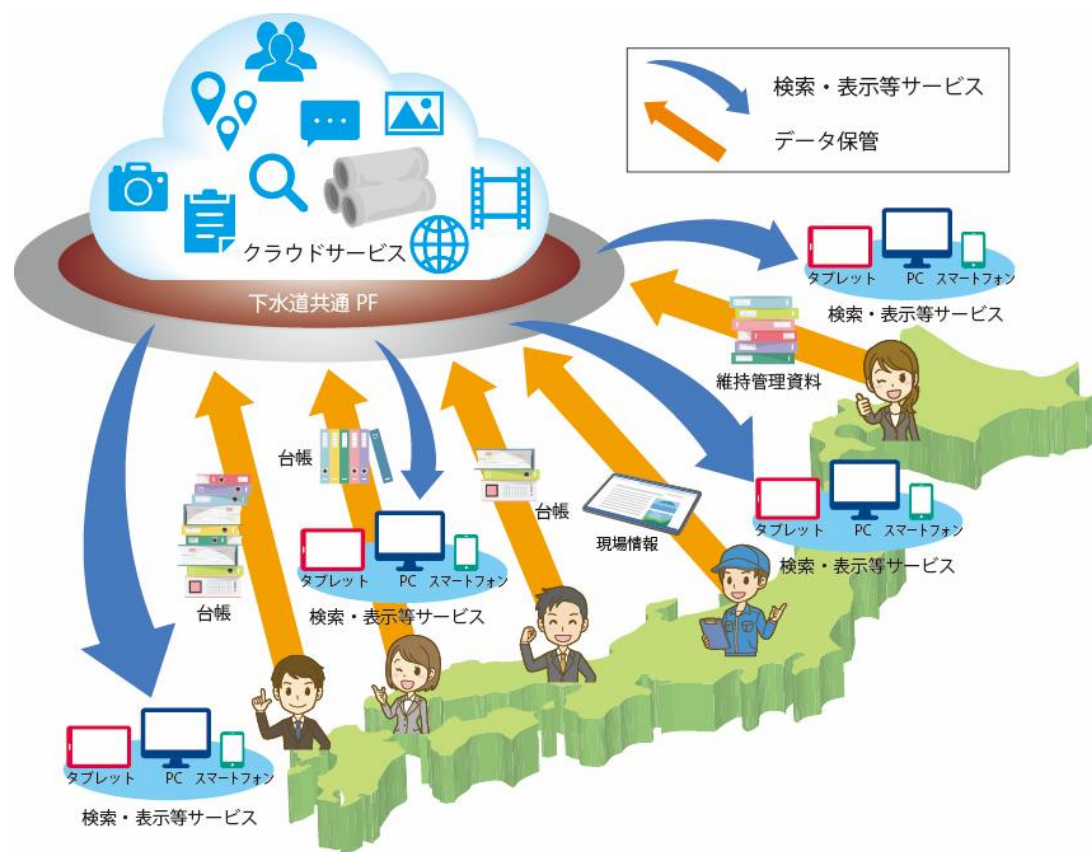 検索・表示等サービス
データ保管
クラウドサービス
下水道共通 PF
タブレット
PC
スマートフォン
検索・表示等サービス
維持管理資料
台帳
台帳
台帳
現場情報
タブレット
PC
スマートフォン
検索・表示等サービス
タブレット
PC
スマートフォン
検索・表示等サービス
タブレット
PC
スマートフォン
検索・表示等サービス